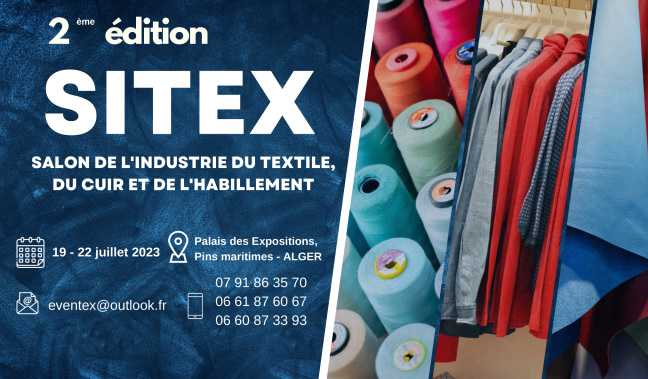 2 ème édition
SITEX
SALON DE L'INDUSTRIE DU TEXTILE,
DU CUIR ET DE L'HABILLEMENT
19 - 22 juillet 2023
Palais des Expositions,
Pins maritimes - ALGER
eventex@outlook.fr
07 91 86 35 70
06 61 87 60 67
06 60 87 33 93